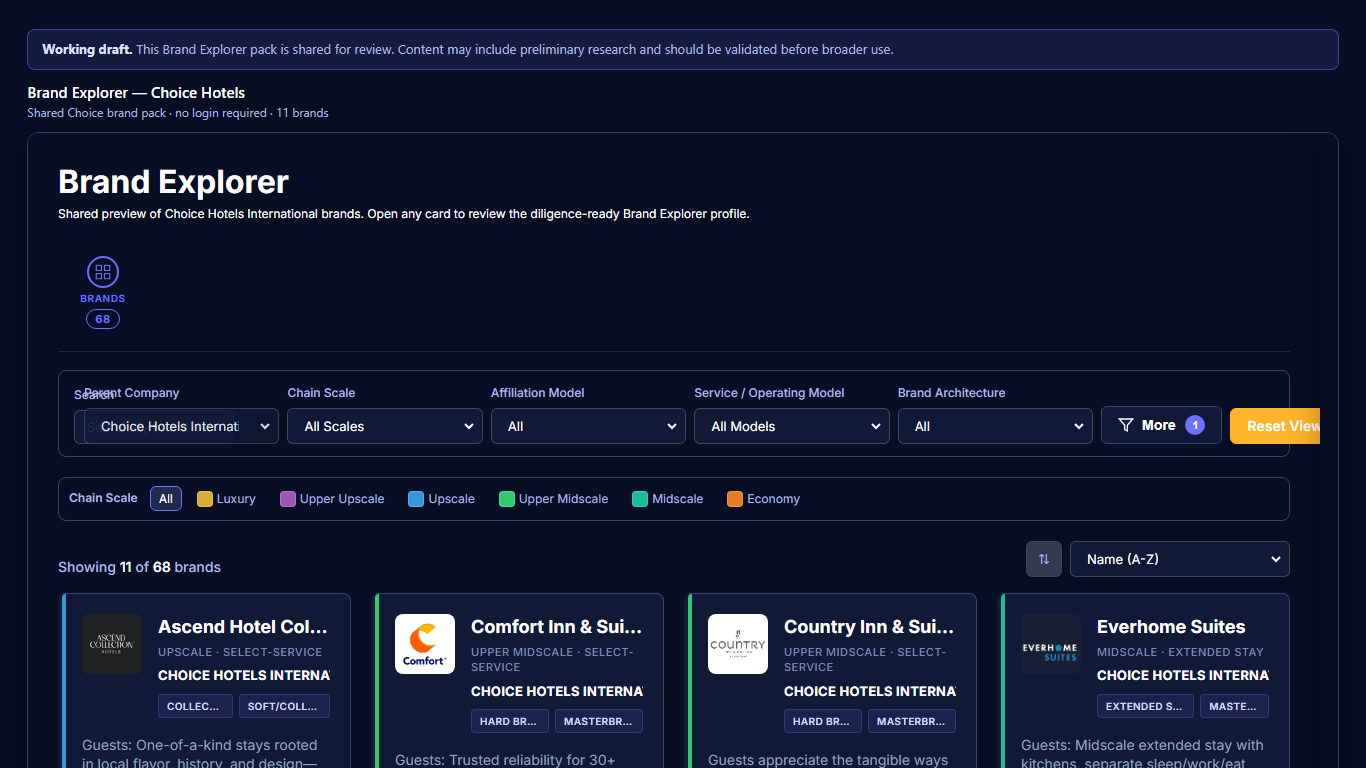 Working draft. This Brand Explorer pack is shared for review. Content may include preliminary research and should be validated before broader use.
Brand Explorer — Choice Hotels
Shared Choice brand pack · no login required · 11 brands
Brand Explorer
Shared preview of Choice Hotels International brands. Open any card to review the diligence-ready Brand Explorer profile.
BRANDS
68
Search Parent Company Chain Scale Affiliation Model Service / Operating Model Brand Architecture
Choice Hotels Internati All Scales All All Models All More 1 Reset View
Chain Scale All Luxury Upper Upscale Upscale Upper Midscale Midscale Economy
Showing 11 of 68 brands
Name (A-Z)
ASCEND
COLLECTION
HOTELS
Ascend Hotel Col...
UPSCALE · SELECT-SERVICE
CHOICE HOTELS INTERNA
COLLEC... SOFT/COLL...
Guests: One-of-a-kind stays rooted
in local flavor, history, and design—
Comfort
Comfort Inn & Sui...
UPPER MIDSCALE · SELECT-
SERVICE
CHOICE HOTELS INTERNA
HARD BR... MASTERBR...
Guests: Trusted reliability for 30+
COUNTRY
Country Inn & Sui...
UPPER MIDSCALE · SELECT-
SERVICE
CHOICE HOTELS INTERNA
HARD BR... MASTERBR...
Guests appreciate the tangible ways
EVERHOME
SUITES
Everhome Suites
MIDSCALE · EXTENDED STAY
CHOICE HOTELS INTERNA
EXTENDED S... MASTE...
Guests: Midscale extended stay with
kitchens, separate sleep/work/eat